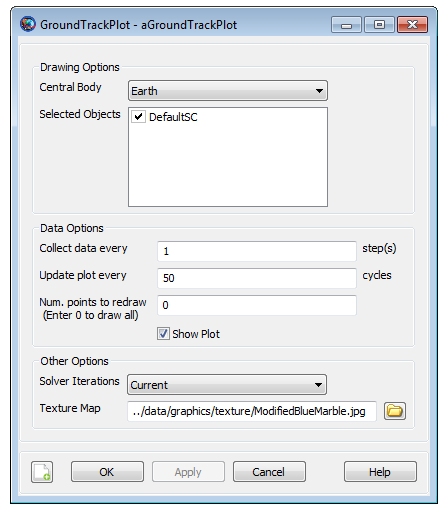 GroundTrackPlot - aGroundTrackPlot
Drawing Options
Central Body Earth
Selected Objects DefaultSC
Data Options
Collect data every 1 step(s)
Update plot every 50 cycles
Num. points to redraw 0
(Enter 0 to draw all)
Show Plot
Other Options
Solver Iterations Current
Texture Map ../data/graphics/texture/ModifiedBlueMarble.jpg
OK Apply Cancel Help